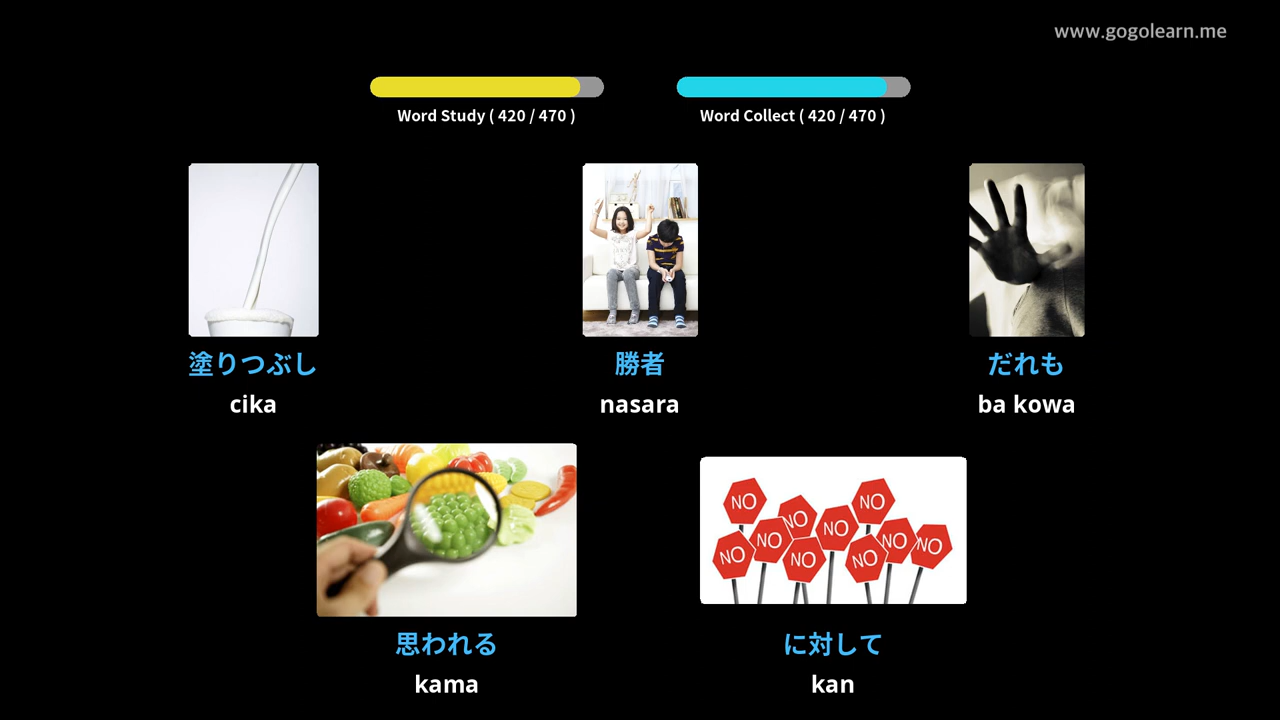 www.gogolearn.me
Word Study ( 420 / 470 )
Word Collect ( 420 / 470 )
塗りつぶし
cika
勝者
nasara
だれも
ba kowa
NO
NO
NO
NO
NO
NO
NO
NO
NO
NO
思われる
kama
に対して
kan